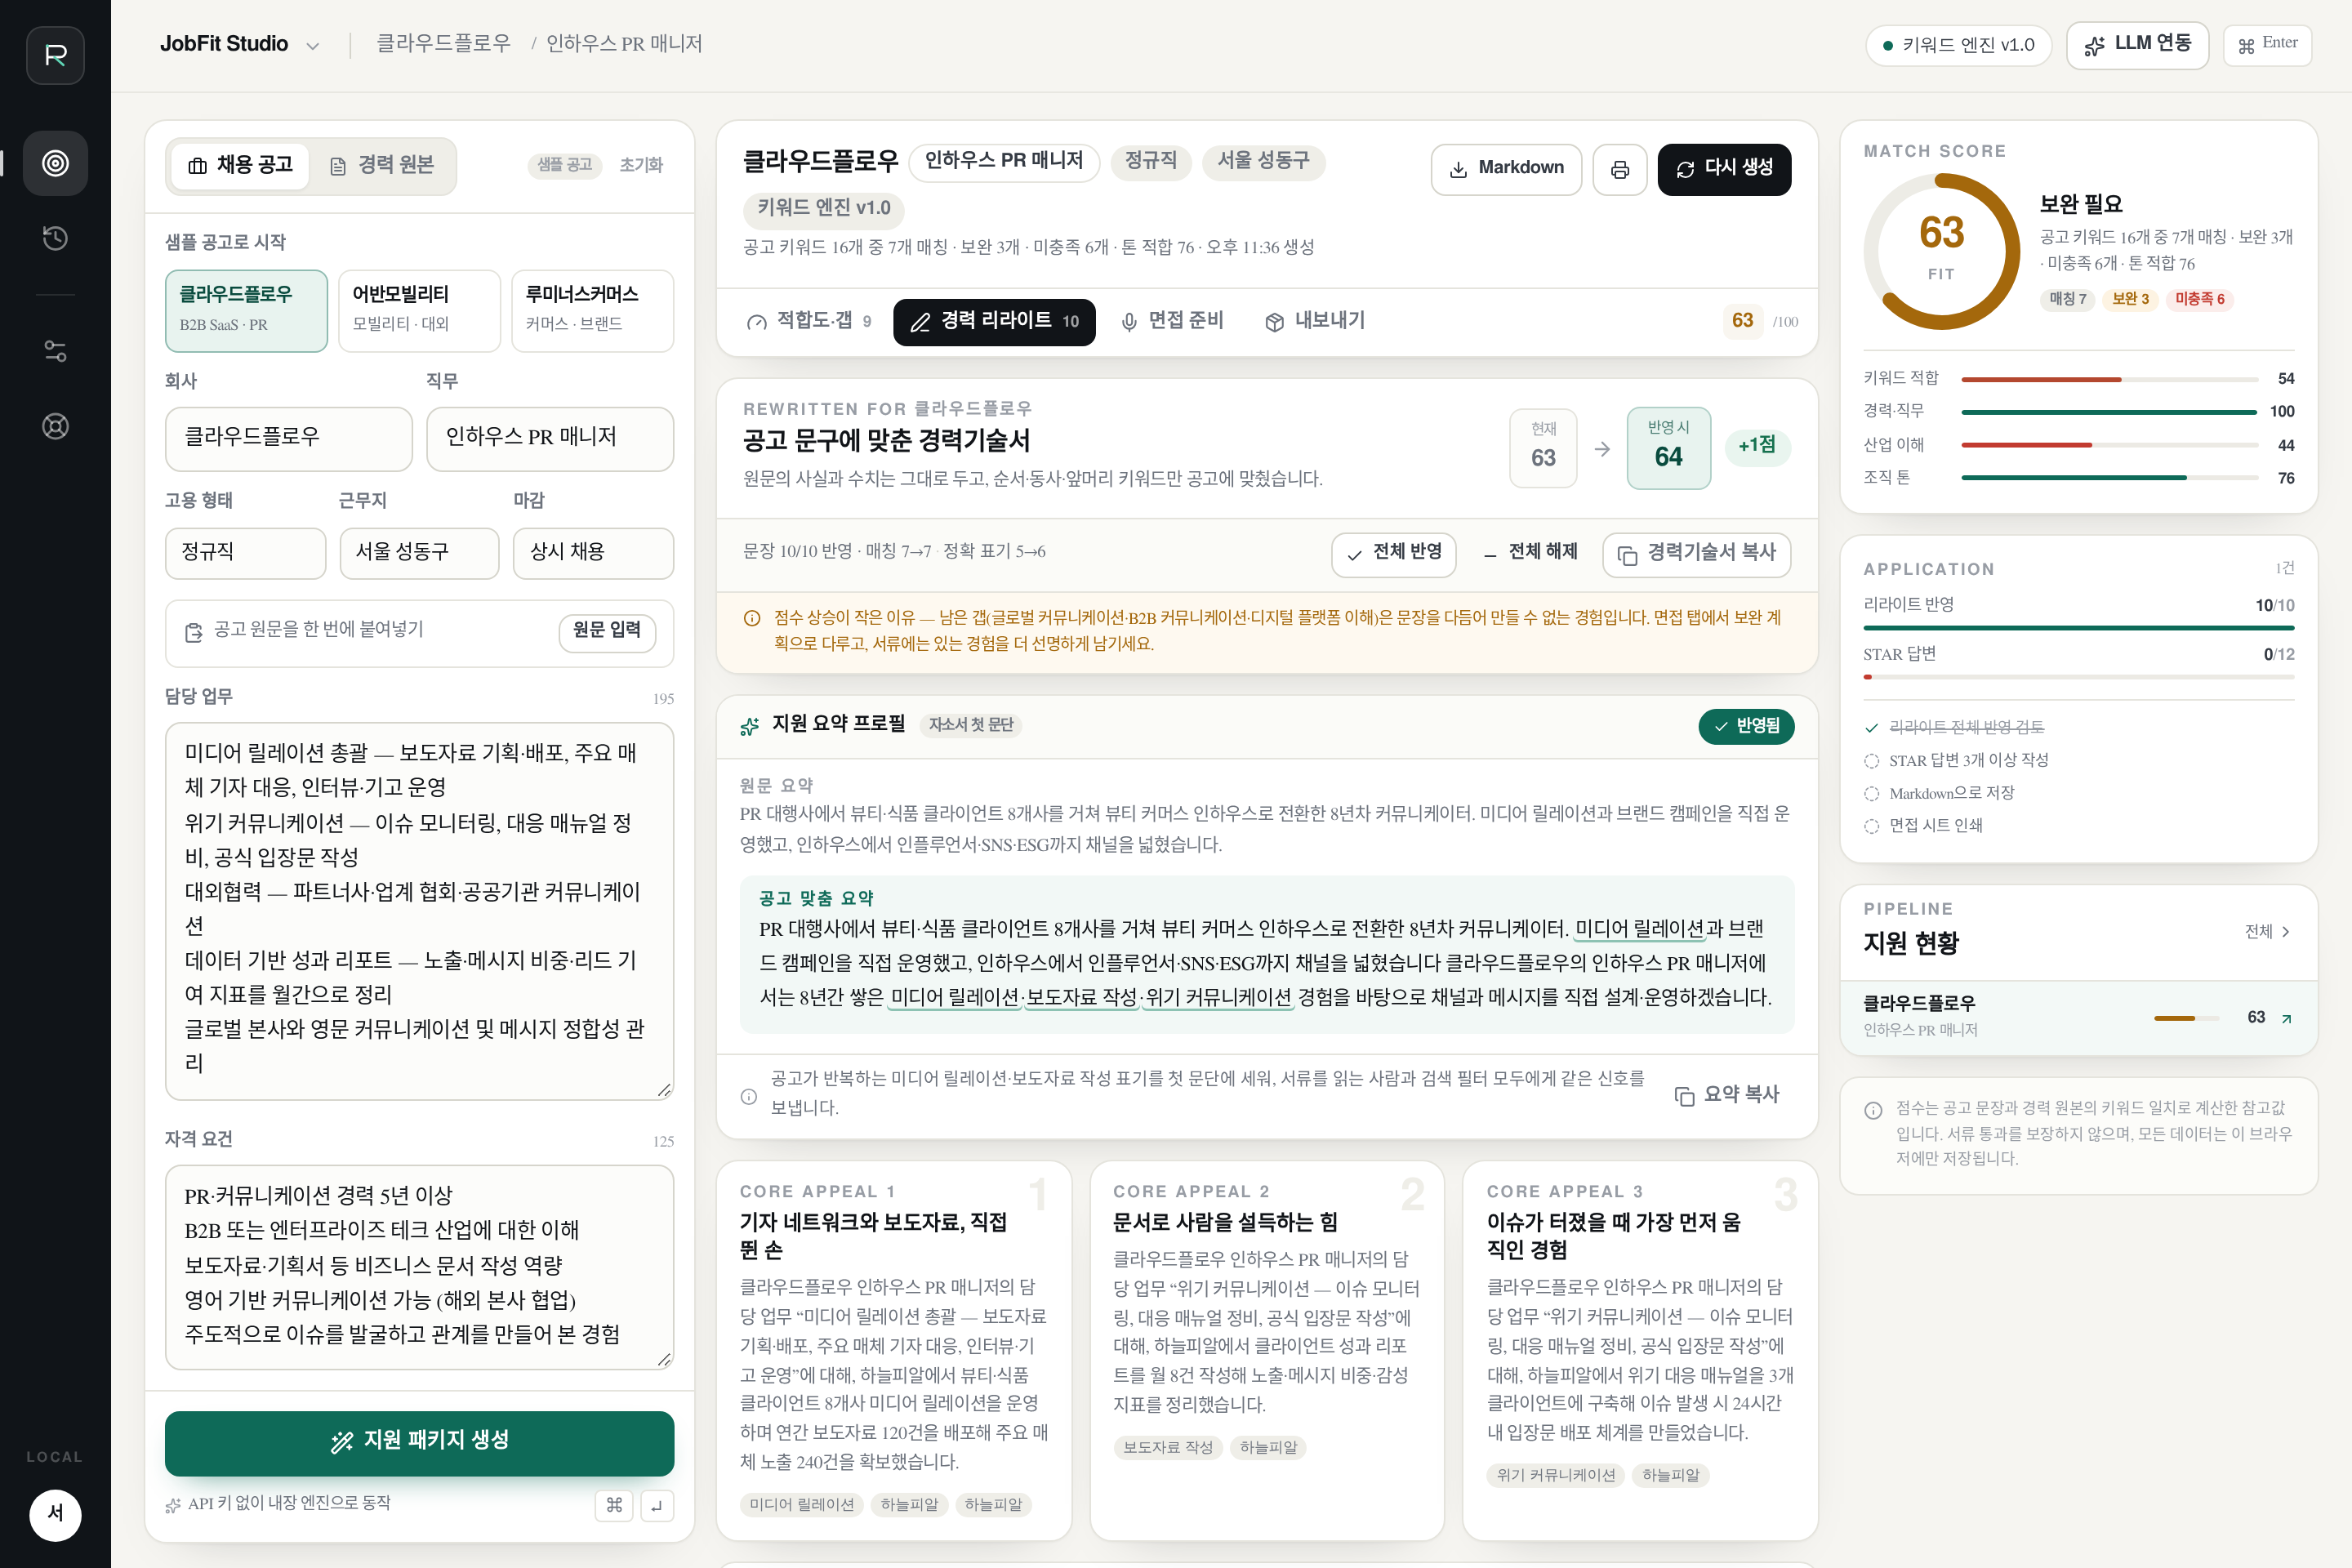 JobFit Studio
클라우드플로우 / 인하우스 PR 매니저
키워드 엔진 v1.0
LLM 연동
⌘ Enter
채용 공고
경력 원본
샘플 공고
초기화
샘플 공고로 시작
클라우드플로우
B2B SaaS · PR
어반모빌리티
모빌리티 · 대외
루미너스커머스
커머스 · 브랜드
회사
직무
클라우드플로우
인하우스 PR 매니저
고용 형태
근무지
마감
정규직
서울 성동구
상시 채용
공고 원문을 한 번에 붙여넣기
원문 입력
담당 업무
195
미디어 릴레이션 총괄 — 보도자료 기획·배포, 주요 매
체 기자 대응, 인터뷰·기고 운영
위기 커뮤니케이션 — 이슈 모니터링, 대응 매뉴얼 정
비, 공식 입장문 작성
대외협력 — 파트너사·업계 협회·공공기관 커뮤니케이
션
데이터 기반 성과 리포트 — 노출·메시지 비중·리드 기
여 지표를 월간으로 정리
글로벌 본사와 영문 커뮤니케이션 및 메시지 정합성 관
리
자격 요건
125
PR·커뮤니케이션 경력 5년 이상
B2B 또는 엔터프라이즈 테크 산업에 대한 이해
보도자료·기획서 등 비즈니스 문서 작성 역량
영어 기반 커뮤니케이션 가능 (해외 본사 협업)
주도적으로 이슈를 발굴하고 관계를 만들어 본 경험
지원 패키지 생성
API 키 없이 내장 엔진으로 동작
⌘ ↵
LOCAL
서
클라우드플로우
인하우스 PR 매니저
정규직
서울 성동구
키워드 엔진 v1.0
공고 키워드 16개 중 7개 매칭 · 보완 3개 · 미충족 6개 · 톤 적합 76 · 오후 11:36 생성
Markdown
다시 생성
적합도·갭 9
경력 리라이트 10
면접 준비
내보내기
63 /100
REWRITTEN FOR 클라우드플로우
공고 문구에 맞춘 경력기술서
원문의 사실과 수치는 그대로 두고, 순서·동사·앞머리 키워드만 공고에 맞췄습니다.
현재
63
반영 시
64
+1점
문장 10/10 반영 · 매칭 7→7 · 정확 표기 5→6
전체 반영
전체 해제
경력기술서 복사
점수 상승이 작은 이유 — 남은 갭(글로벌 커뮤니케이션·B2B 커뮤니케이션·디지털 플랫폼 이해)은 문장을 다듬어 만들 수 없는 경험입니다. 면접 탭에서 보완 계
획으로 다루고, 서류에는 있는 경험을 더 선명하게 남기세요.
지원 요약 프로필
자소서 첫 문단
반영됨
원문 요약
PR 대행사에서 뷰티·식품 클라이언트 8개사를 거쳐 뷰티 커머스 인하우스로 전환한 8년차 커뮤니케이터. 미디어 릴레이션과 브랜드 캠페인을 직접 운
영했고, 인하우스에서 인플루언서·SNS·ESG까지 채널을 넓혔습니다.
공고 맞춤 요약
PR 대행사에서 뷰티·식품 클라이언트 8개사를 거쳐 뷰티 커머스 인하우스로 전환한 8년차 커뮤니케이터. 미디어 릴레이션과 브랜
드 캠페인을 직접 운영했고, 인하우스에서 인플루언서·SNS·ESG까지 채널을 넓혔습니다 클라우드플로우의 인하우스 PR 매니저에
서는 8년간 쌓은 미디어 릴레이션·보도자료 작성·위기 커뮤니케이션 경험을 바탕으로 채널과 메시지를 직접 설계·운영하겠습니다.
공고가 반복하는 미디어 릴레이션·보도자료 작성 표기를 첫 문단에 세워, 서류를 읽는 사람과 검색 필터 모두에게 같은 신호를
보냅니다.
요약 복사
CORE APPEAL 1
1
기자 네트워크와 보도자료, 직접
뛴 손
클라우드플로우 인하우스 PR 매니저의 담
당 업무 “미디어 릴레이션 총괄 — 보도자료
기획·배포, 주요 매체 기자 대응, 인터뷰·기
고 운영”에 대해, 하늘피알에서 뷰티·식품
클라이언트 8개사 미디어 릴레이션을 운영
하며 연간 보도자료 120건을 배포해 주요 매
체 노출 240건을 확보했습니다.
미디어 릴레이션
하늘피알
하늘피알
CORE APPEAL 2
2
문서로 사람을 설득하는 힘
클라우드플로우 인하우스 PR 매니저의 담
당 업무 “위기 커뮤니케이션 — 이슈 모니터
링, 대응 매뉴얼 정비, 공식 입장문 작성”에
대해, 하늘피알에서 클라이언트 성과 리포
트를 월 8건 작성해 노출·메시지 비중·감성
지표를 정리했습니다.
보도자료 작성
하늘피알
CORE APPEAL 3
3
이슈가 터졌을 때 가장 먼저 움
직인 경험
클라우드플로우 인하우스 PR 매니저의 담
당 업무 “위기 커뮤니케이션 — 이슈 모니터
링, 대응 매뉴얼 정비, 공식 입장문 작성”에
대해, 하늘피알에서 위기 대응 매뉴얼을 3개
클라이언트에 구축해 이슈 발생 시 24시간
내 입장문 배포 체계를 만들었습니다.
위기 커뮤니케이션
하늘피알
MATCH SCORE
63
FIT
보완 필요
공고 키워드 16개 중 7개 매칭 · 보완 3개
· 미충족 6개 · 톤 적합 76
매칭 7
보완 3
미충족 6
키워드 적합 54
경력·직무 100
산업 이해 44
조직 톤 76
APPLICATION
1건
리라이트 반영 10/10
STAR 답변 0/12
리라이트 전체 반영 검토
STAR 답변 3개 이상 작성
Markdown으로 저장
면접 시트 인쇄
PIPELINE
지원 현황
전체
클라우드플로우
인하우스 PR 매니저
63
점수는 공고 문장과 경력 원본의 키워드 일치로 계산한 참고값
입니다. 서류 통과를 보장하지 않으며, 모든 데이터는 이 브라우
저에만 저장됩니다.